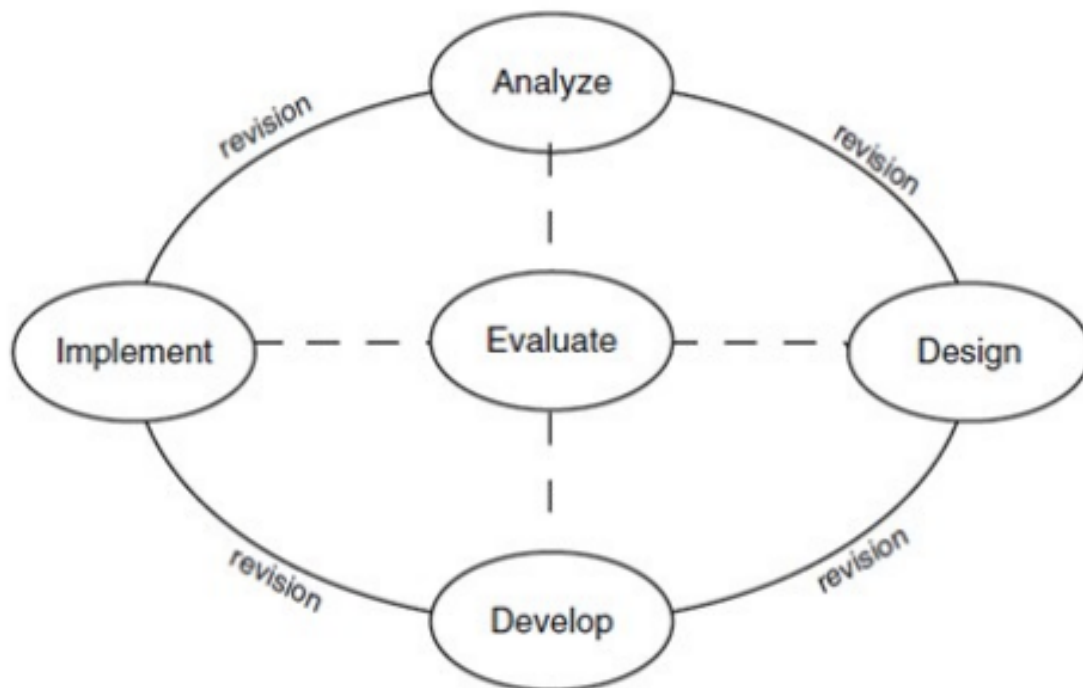 Analyze
revision
revision
Implement
Evaluate
Design
revision
revision
Develop